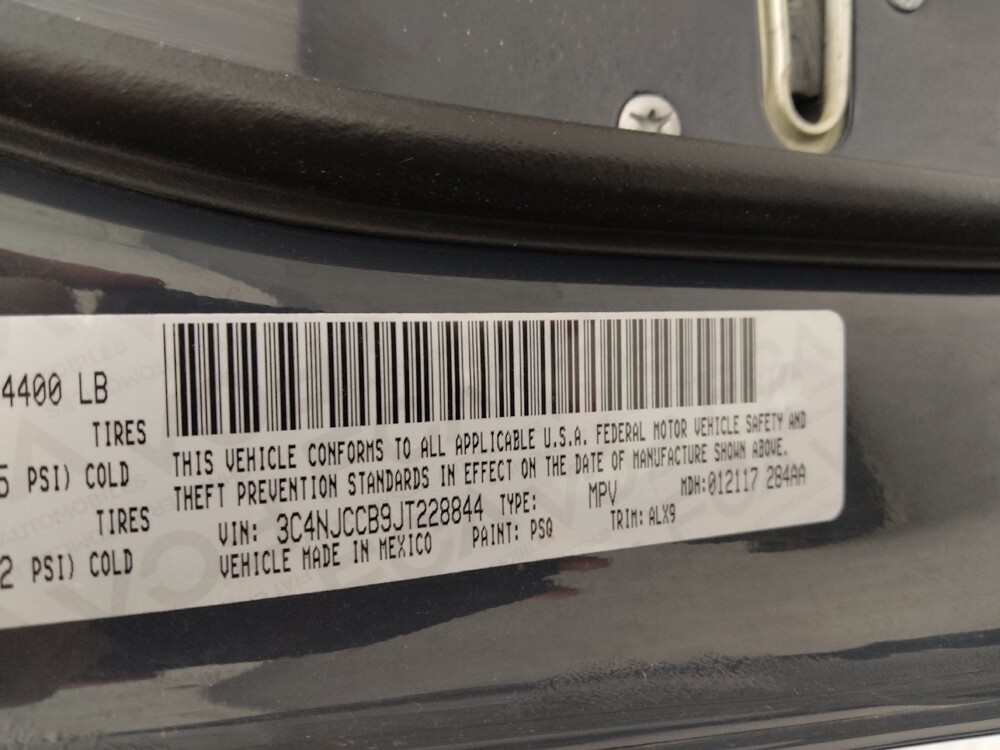 4400 LB
TIRES
5 PSI) COLD
TIRES
2 PSI) COLD
THIS VEHICLE CONFORMS TO ALL APPLICABLE U.S.A. FEDERAL MOTOR VEHICLE SAFETY AND
THEFT PREVENTION STANDARDS IN EFFECT ON THE DATE OF MANUFACTURE SHOWN ABOVE.
VIN: 3C4NJCCB9JT228844 TYPE: MPV MDH:012117 284AA
VEHICLE MADE IN MEXICO PAINT: PSQ TRIM: ALX9